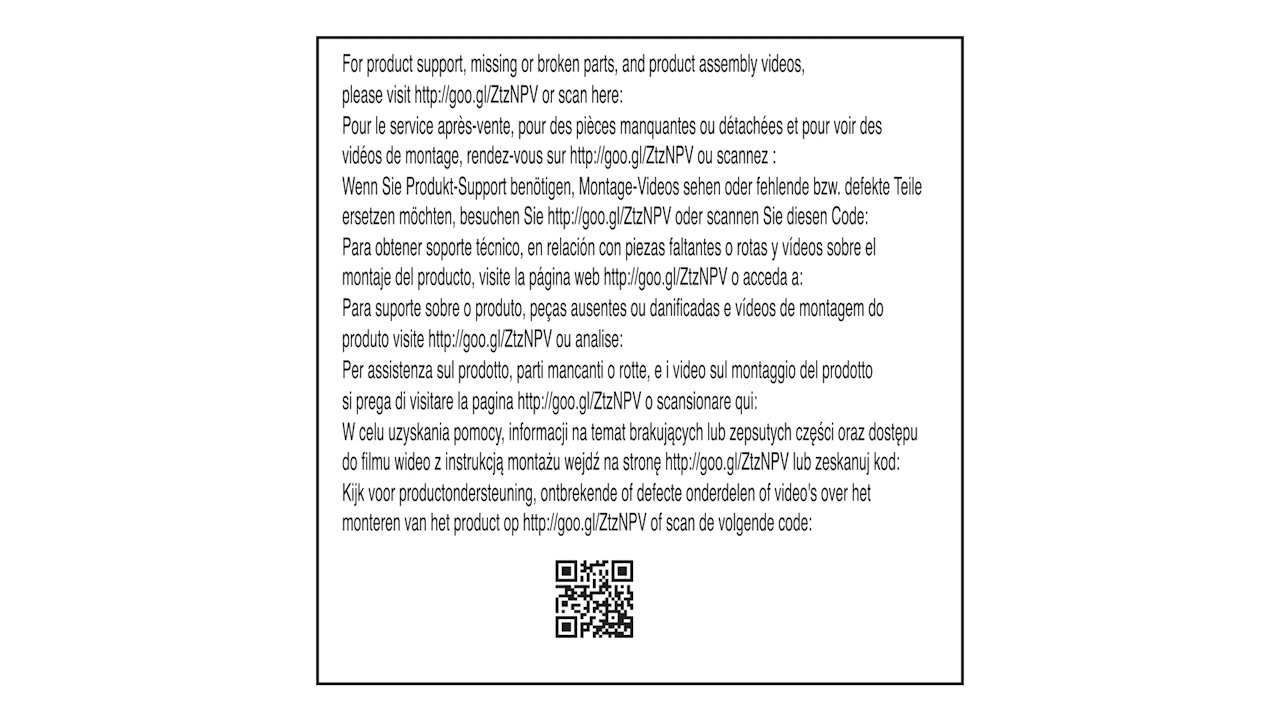 For product support, missing or broken parts, and product assembly videos,
please visit http://goo.gl/ZtzNPV or scan here:
Pour le service après-vente, pour des pièces manquantes ou détachées et pour voir des
vidéos de montage, rendez-vous sur http://goo.gl/ZtzNPV ou scannez :
Wenn Sie Produkt-Support benötigen, Montage-Videos sehen oder fehlende bzw. defekte Teile
ersetzen möchten, besuchen Sie http://goo.gl/ZtzNPV oder scannen Sie diesen Code:
Para obtener soporte técnico, en relación con piezas faltantes o rotas y vídeos sobre el
montaje del producto, visite la página web http://goo.gl/ZtzNPV o acceda a:
Para suporte sobre o produto, peças ausentes ou danificadas e vídeos de montagem do
produto visite http://goo.gl/ZtzNPV ou analise:
Per assistenza sul prodotto, parti mancanti o rotte, e i video sul montaggio del prodotto
si prega di visitare la pagina http://goo.gl/ZtzNPV o scansionare qui:
W celu uzyskania pomocy, informacji na temat brakujących lub zepsutych części oraz dostępu
do filmu wideo z instrukcją montażu wejdź na stronę http://goo.gl/ZtzNPV lub zeskanuj kod:
Kijk voor productondersteuning, ontbrekende of defecte onderdelen of video's over het
monteren van het product op http://goo.gl/ZtzNPV of scan de volgende code: